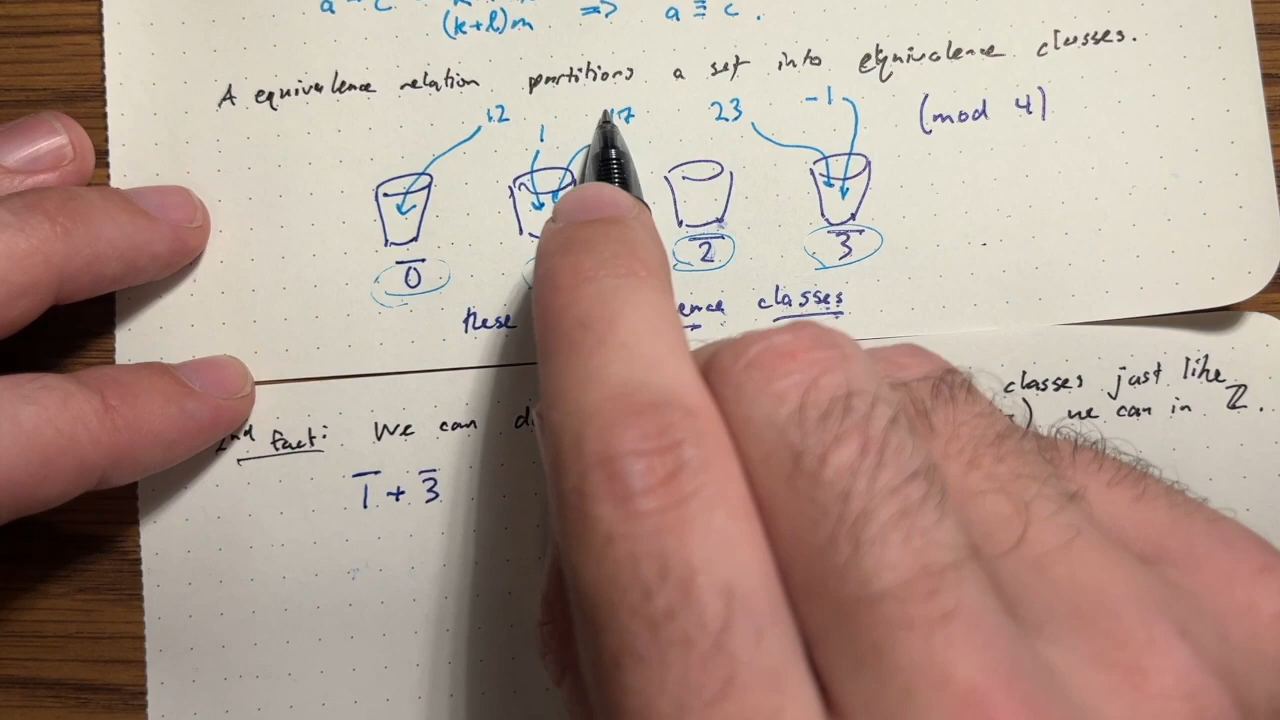 (k+l)m => a ≡ c.
A equivalence relation partitions a set into equivalence classes.
12 1 17 23 -1 (mod 4)
0̅ 2̅ 3̅
these classes
2nd fact: We can classes just like
we can in ℤ.
1̅ + 3̅